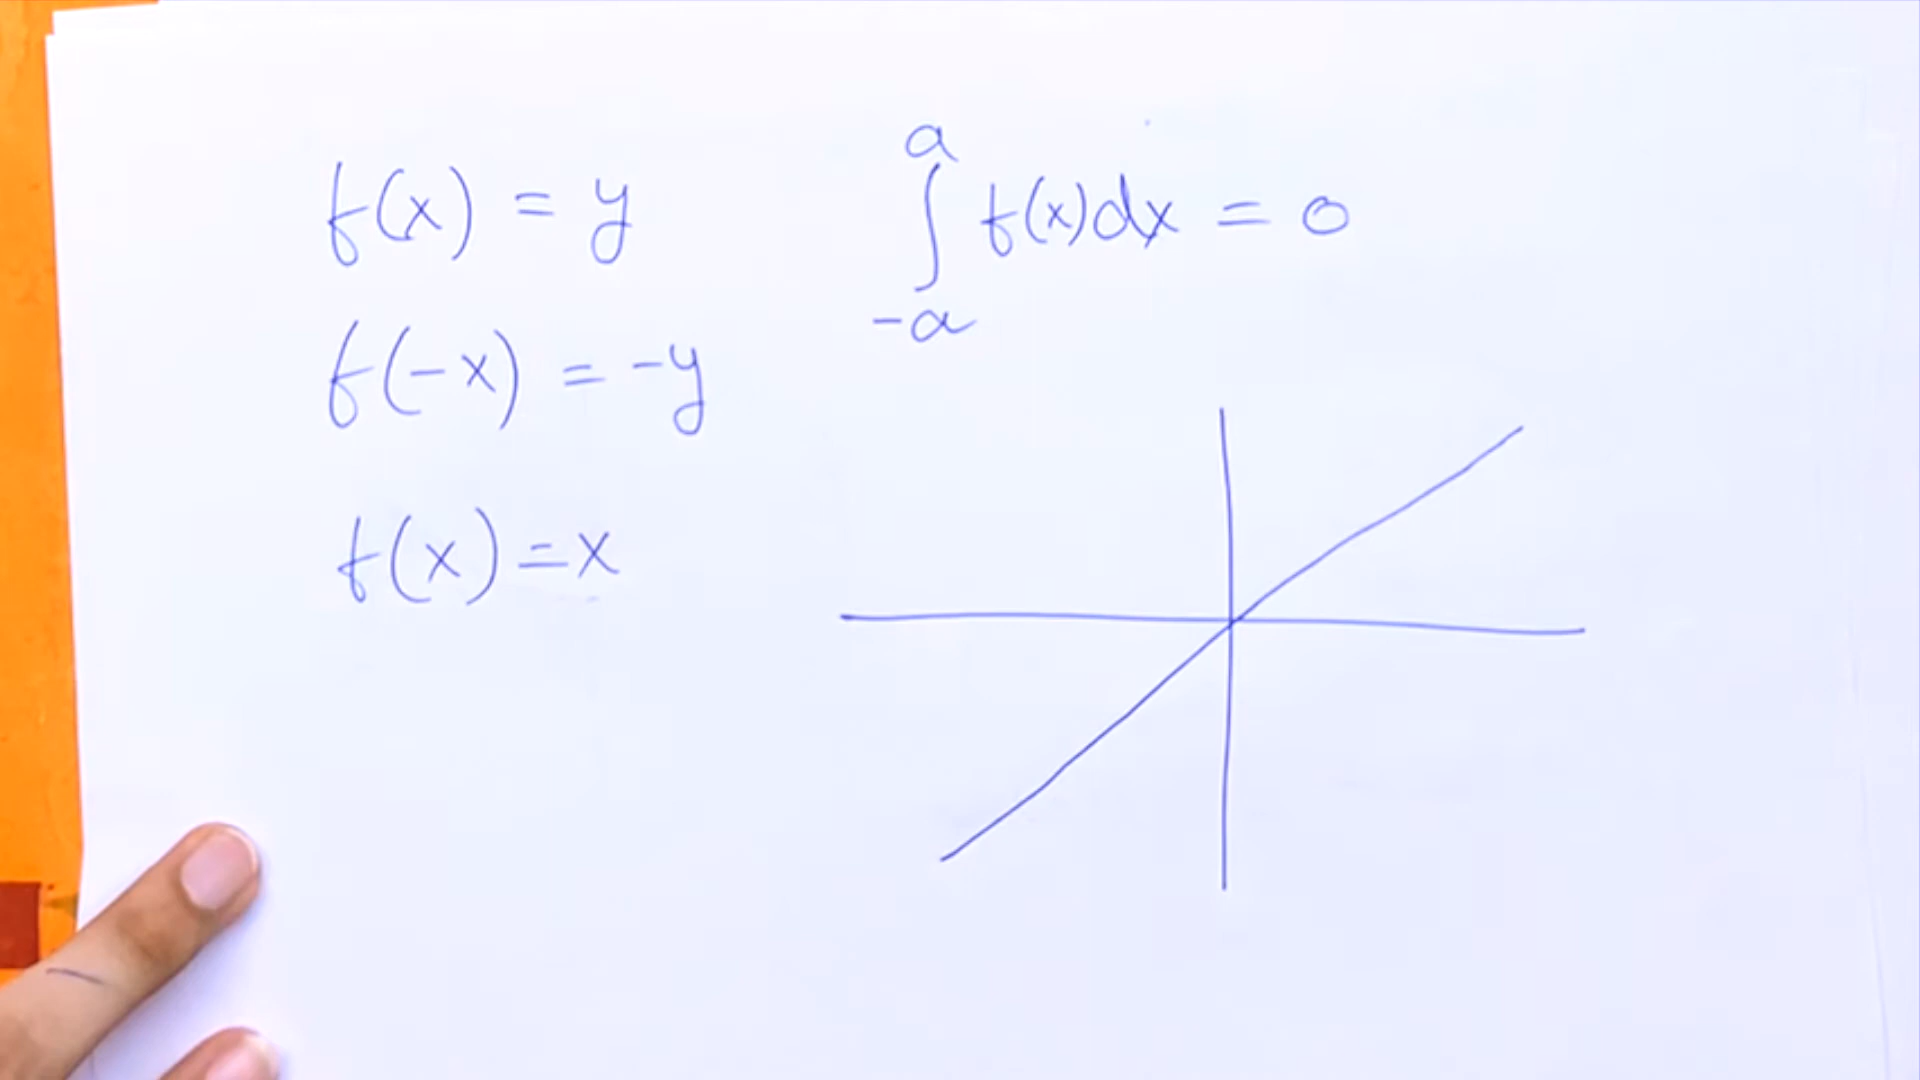 f(x) = y
f(-x) = -y
f(x) = x
∫_{-a}^{a} f(x)dx = 0